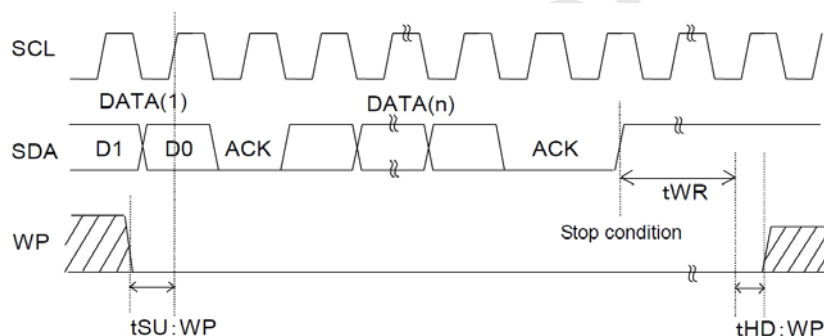 SCL
DATA(1) DATA(n)
SDA D1 D0 ACK ACK
tWR
Stop condition
WP
tSU:WP tHD:WP